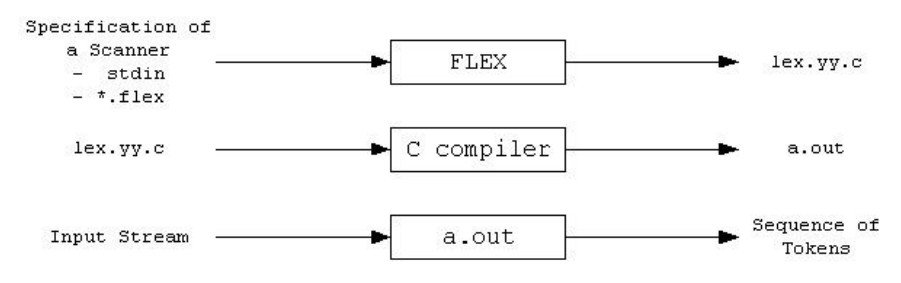 Specification of
a Scanner
- stdin
- *.flex
FLEX
lex.yy.c
lex.yy.c
C compiler
a.out
Input Stream
a.out
Sequence of
Tokens